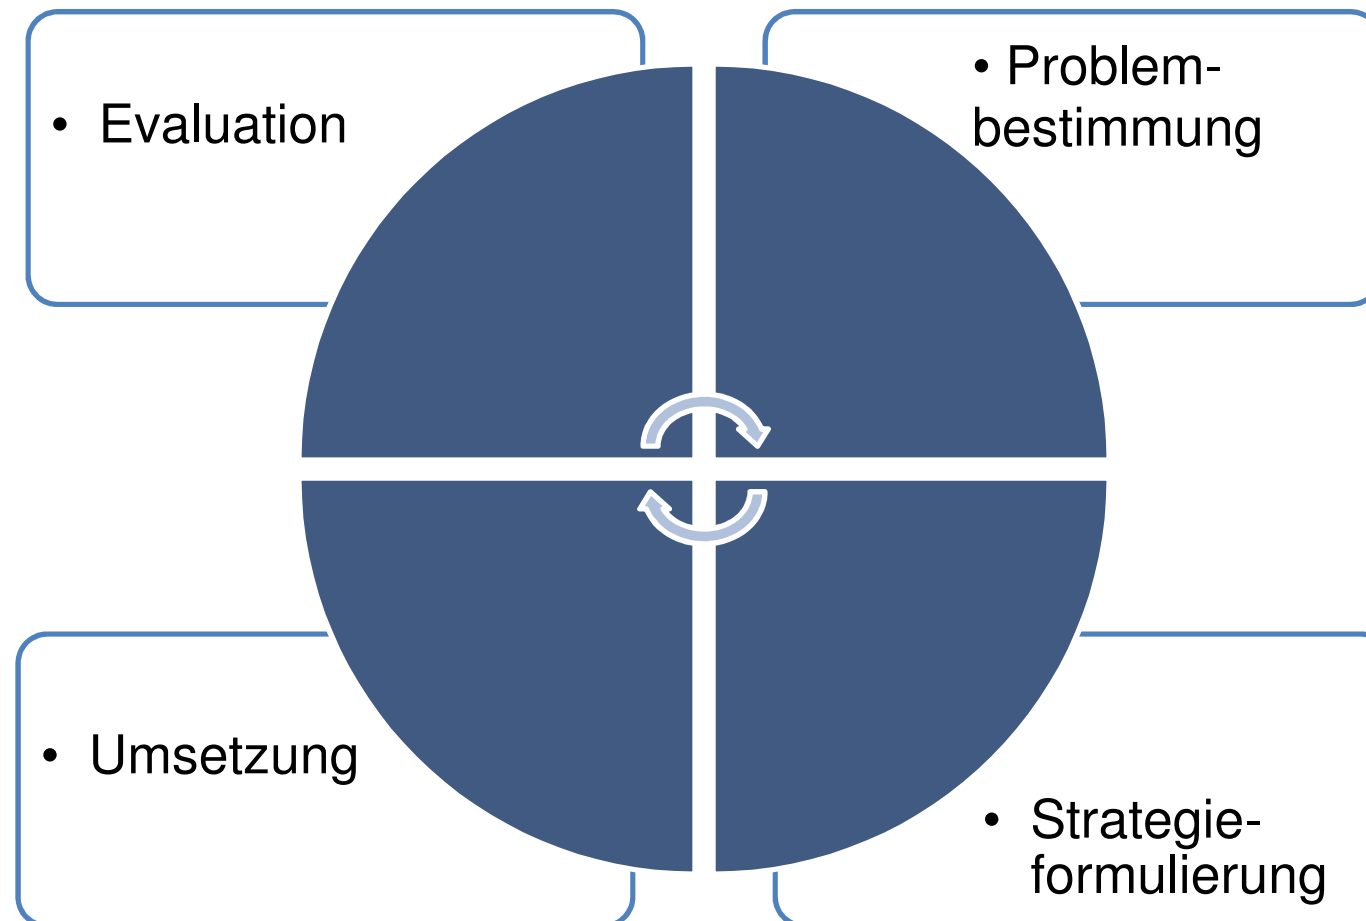 • Evaluation
• Problem-
bestimmung
• Umsetzung
• Strategie-
formulierung